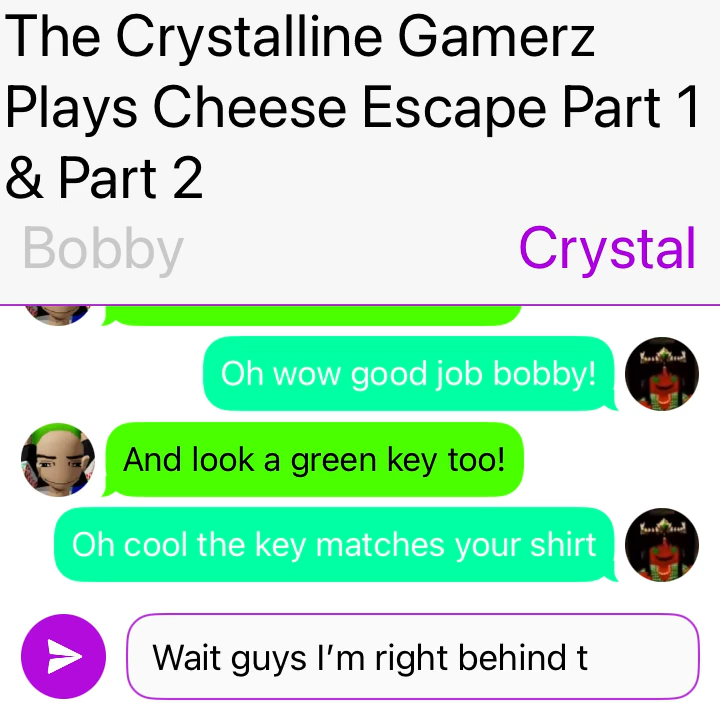 The Crystalline Gamerz
Plays Cheese Escape Part 1
& Part 2
Bobby
Crystal
Oh wow good job bobby!
And look a green key too!
Oh cool the key matches your shirt
Wait guys I’m right behind t